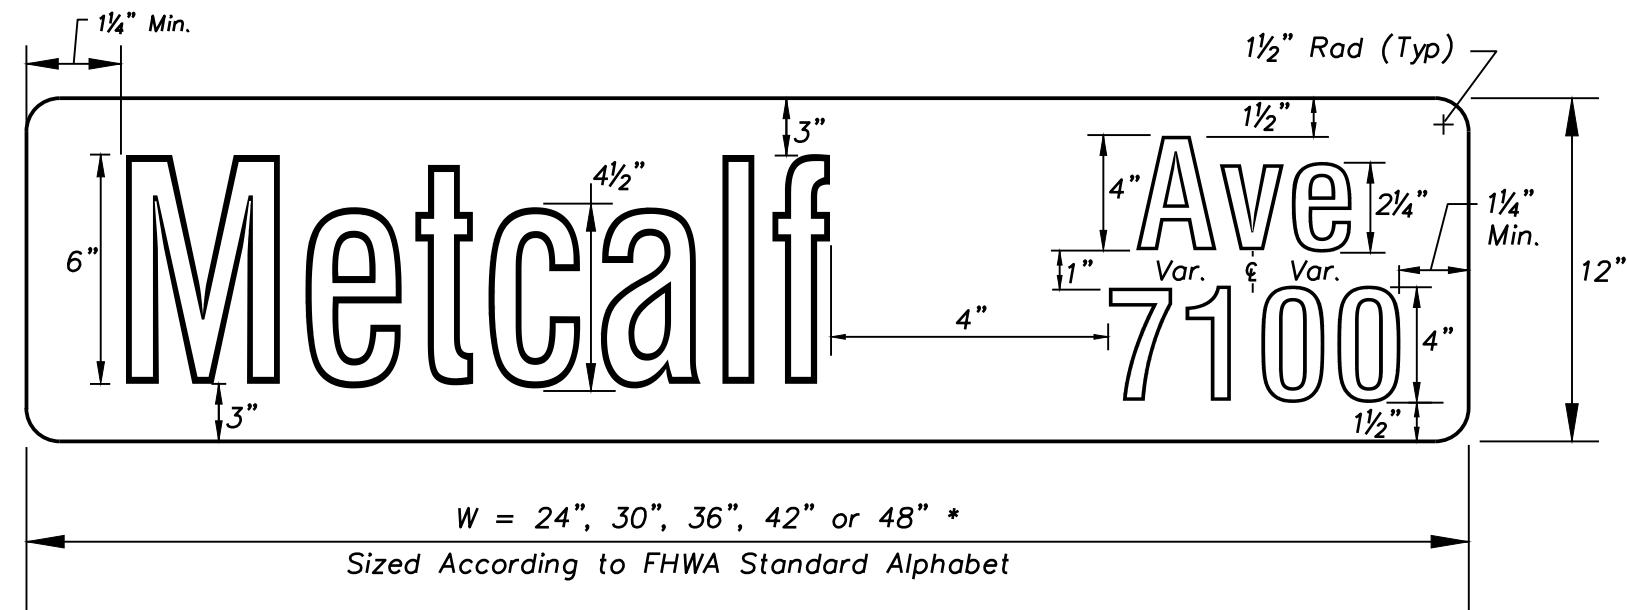 1¼" Min.
1½" Rad (Typ)
3"
1½"
Metcalf
Ave
4½"
4"
2¼"
1¼"
Min.
6"
1"
Var. ℄ Var.
12"
7100
4"
4"
3"
1½"
W = 24", 30", 36", 42" or 48" *
Sized According to FHWA Standard Alphabet